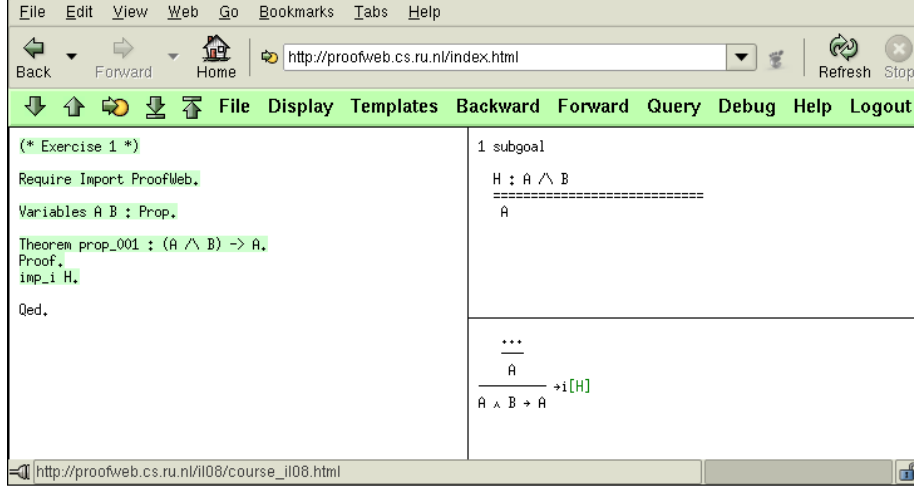 File Edit View Web Go Bookmarks Tabs Help
http://proofweb.cs.ru.nl/index.html
Back Forward Home Refresh Stop
File Display Templates Backward Forward Query Debug Help Logout
(* Exercise 1 *)
Require Import ProofWeb.
Variables A B : Prop.
Theorem prop_001 : (A /\ B) -> A.
Proof.
imp_i H.
Qed.
1 subgoal
H : A /\ B
============================
A
...
A
→i[H]
A ∧ B → A
http://proofweb.cs.ru.nl/il08/course_il08.html